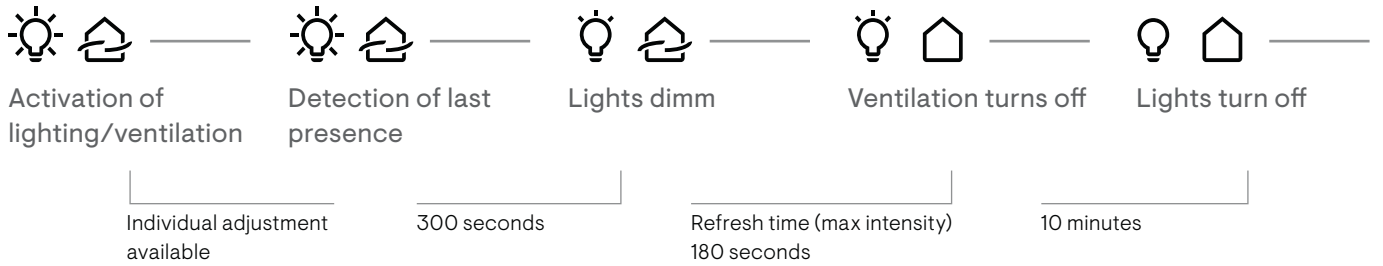 Activation of
lighting/ventilation
Detection of last
presence
Lights dimm
Ventilation turns off
Lights turn off
Individual adjustment
available
300 seconds
Refresh time (max intensity)
180 seconds
10 minutes